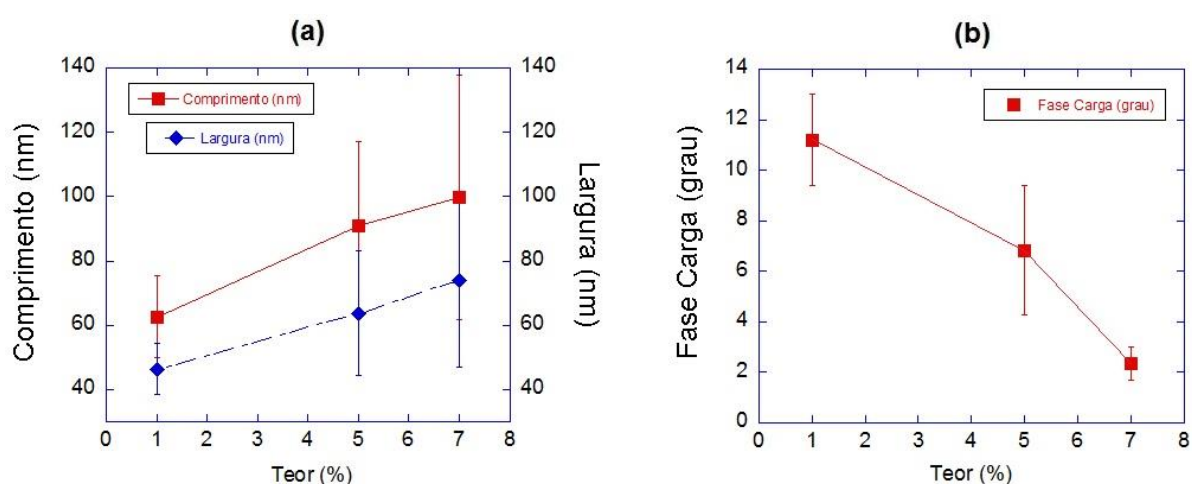 (a)
140
120
100
80
60
40
Comprimento (nm)
Comprimento (nm)
Largura (nm)
140
120
100
80
60
40
Largura (nm)
0 1 2 3 4 5 6 7 8
Teor (%)
(b)
14
12
10
8
6
4
2
0
Fase Carga (grau)
Fase Carga (grau)
0 1 2 3 4 5 6 7 8
Teor (%)